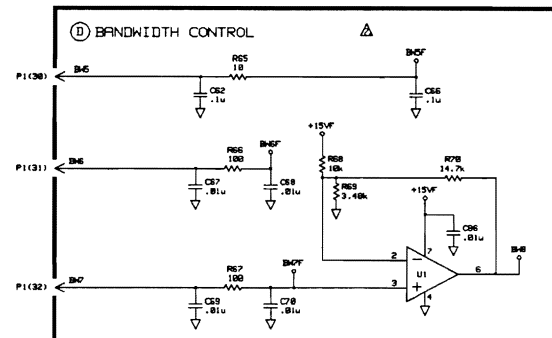 D BANDWIDTH CONTROL
P1(30)
BW5
R65
10
BW5F
C62
.1u
C66
.1u
+15VF
P1(31)
BW6
R66
100
BW6F
C67
.01u
C68
.01u
R68
10k
R69
3.48k
R70
14.7k
+15VF
C86
.01u
2
7
U1
6
BW8
3
4
P1(32)
BW7
R67
100
BW7F
C69
.01u
C70
.01u